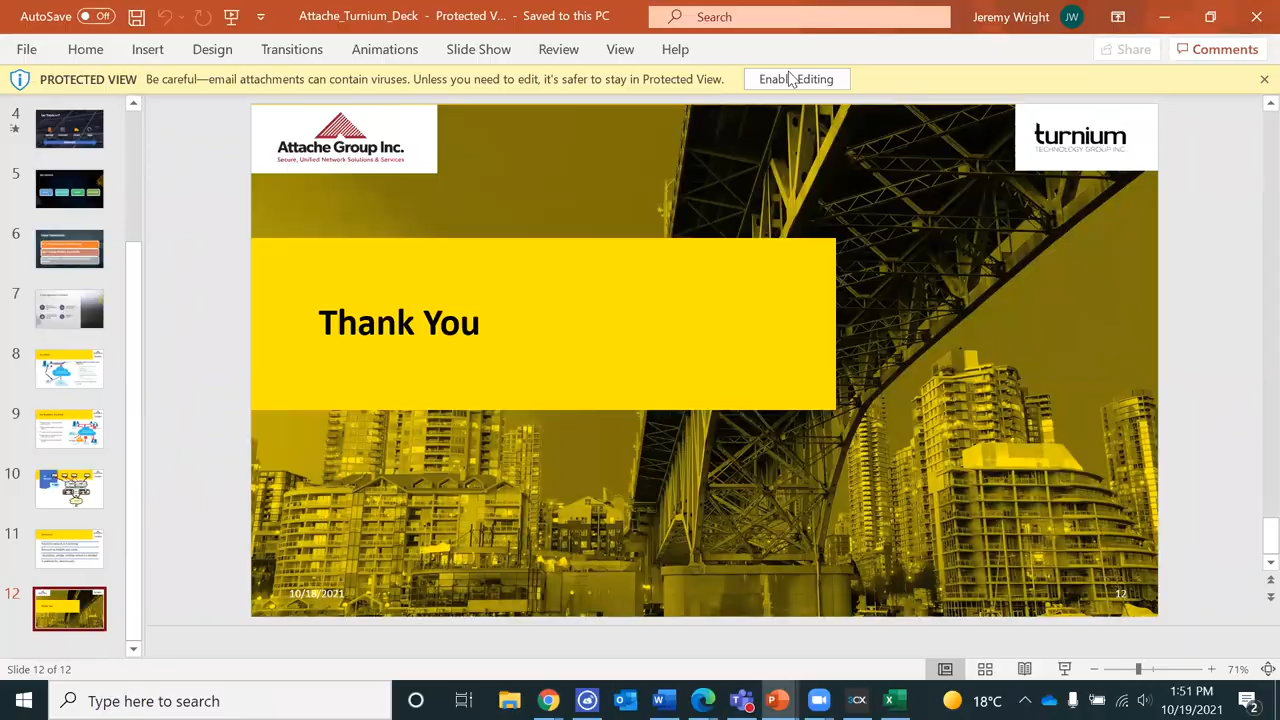 AutoSave Off Attache_Turnium_Deck - Protected V... - Saved to this PC Search Jeremy Wright JW
File Home Insert Design Transitions Animations Slide Show Review View Help Share Comments
PROTECTED VIEW Be careful—email attachments can contain viruses. Unless you need to edit, it's safer to stay in Protected View. Enable Editing
4
5
6
7
8
9
10
11
12
Attache Group Inc.
Secure, Unified Network Solutions & Services
turnium
TECHNOLOGY GROUP INC.
Thank You
10/18/2021
12
Slide 12 of 12 71%
Type here to search 3CX 18°C 1:51 PM
10/19/2021 2